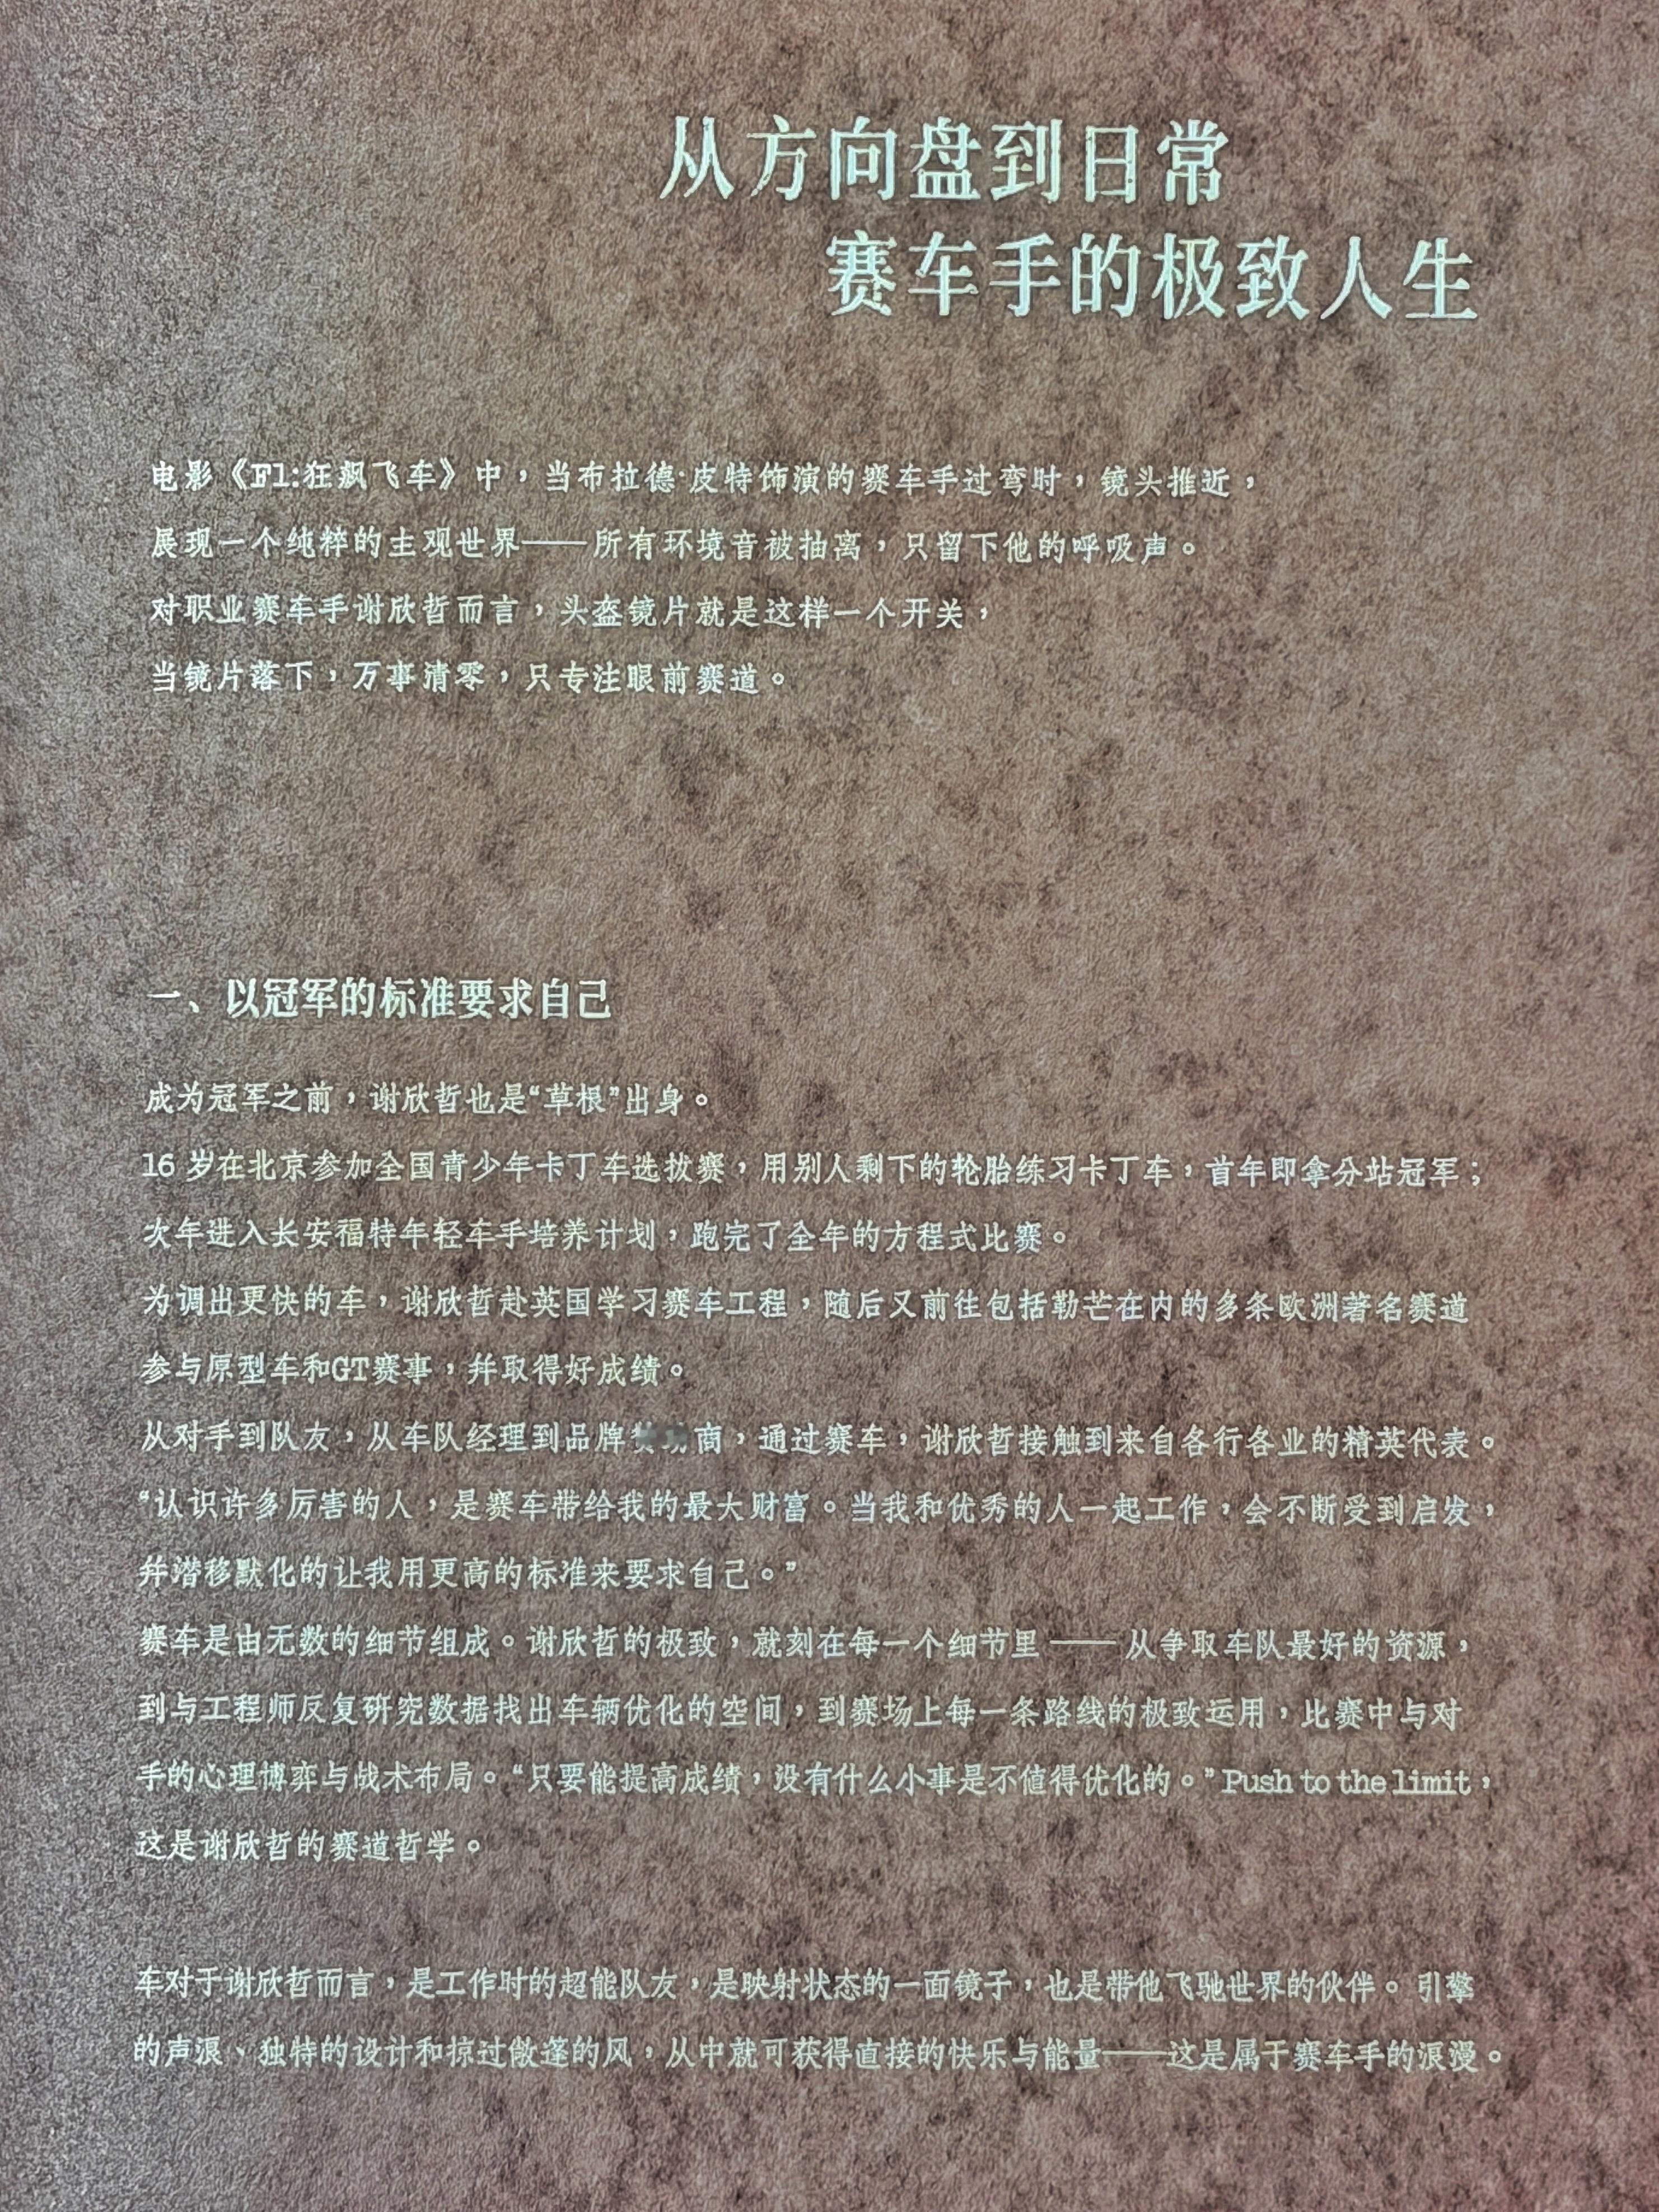 从方向盘到日常
赛车手的极致人生
电影《F1:狂飙飞车》中，当布拉德·皮特饰演的赛车手过弯时，镜头推近，
展现一个纯粹的主观世界——所有环境音被抽离，只留下他的呼吸声。
对职业赛车手谢欣哲而言，头盔镜片就是这样一个开关，
当镜片落下，万事清零，只专注眼前赛道。
一、以冠军的标准要求自己
成为冠军之前，谢欣哲也是“草根”出身。
16 岁在北京参加全国青少年卡丁车选拔赛，用别人剩下的轮胎练习卡丁车，首年即拿分站冠军；
次年进入长安福特年轻车手培养计划，跑完了全年的方程式比赛。
为调出更快的车，谢欣哲赴英国学习赛车工程，随后又前往包括勒芒在内的多条欧洲著名赛道
参与原型车和GT赛事，并取得好成绩。
从对手到队友，从车队经理到品牌商，通过赛车，谢欣哲接触到来自各行各业的精英代表。
“认识许多厉害的人，是赛车带给我的最大财富。当我和优秀的人一起工作，会不断受到启发，
并潜移默化的让我用更高的标准来要求自己。”
赛车是由无数的细节组成。谢欣哲的极致，就刻在每一个细节里 —— 从争取车队最好的资源，
到与工程师反复研究数据找出车辆优化的空间，到赛场上每一条路线的极致运用，比赛中与对
手的心理博弈与战术布局。“只要能提高成绩，没有什么小事是不值得优化的。” Push to the limit，
这是谢欣哲的赛道哲学。
车对于谢欣哲而言，是工作时的超能队友，是映射状态的一面镜子，也是带他飞驰世界的伙伴。 引擎
的声浪、独特的设计和掠过敞篷的风，从中就可获得直接的快乐与能量——这是属于赛车手的浪漫。